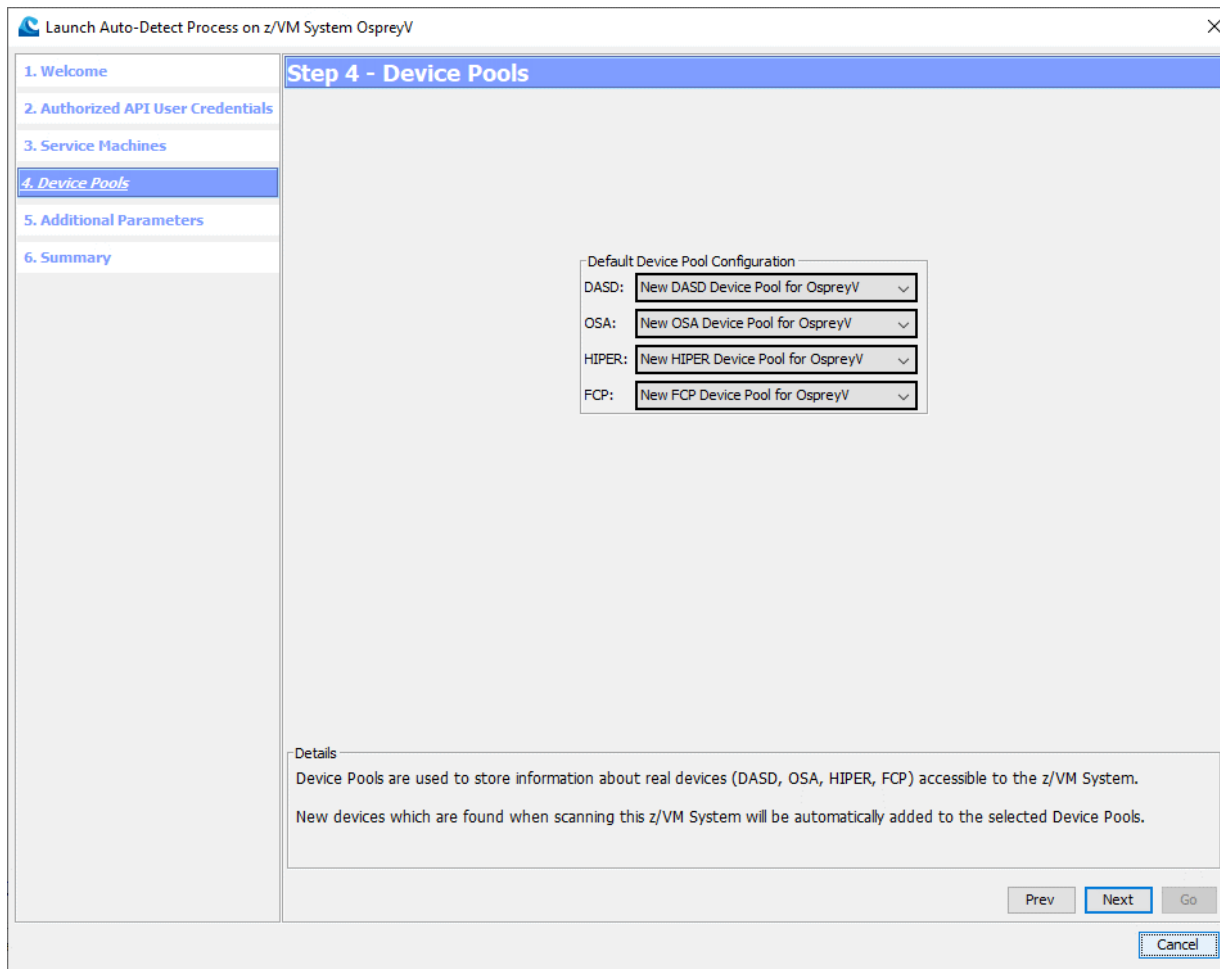 Launch Auto-Detect Process on z/VM System OspreyV
1. Welcome
2. Authorized API User Credentials
3. Service Machines
4. Device Pools
5. Additional Parameters
6. Summary
Step 4 - Device Pools
Default Device Pool Configuration
DASD: New DASD Device Pool for OspreyV
OSA: New OSA Device Pool for OspreyV
HIPER: New HIPER Device Pool for OspreyV
FCP: New FCP Device Pool for OspreyV
Details
Device Pools are used to store information about real devices (DASD, OSA, HIPER, FCP) accessible to the z/VM System.
New devices which are found when scanning this z/VM System will be automatically added to the selected Device Pools.
Prev Next Go
Cancel